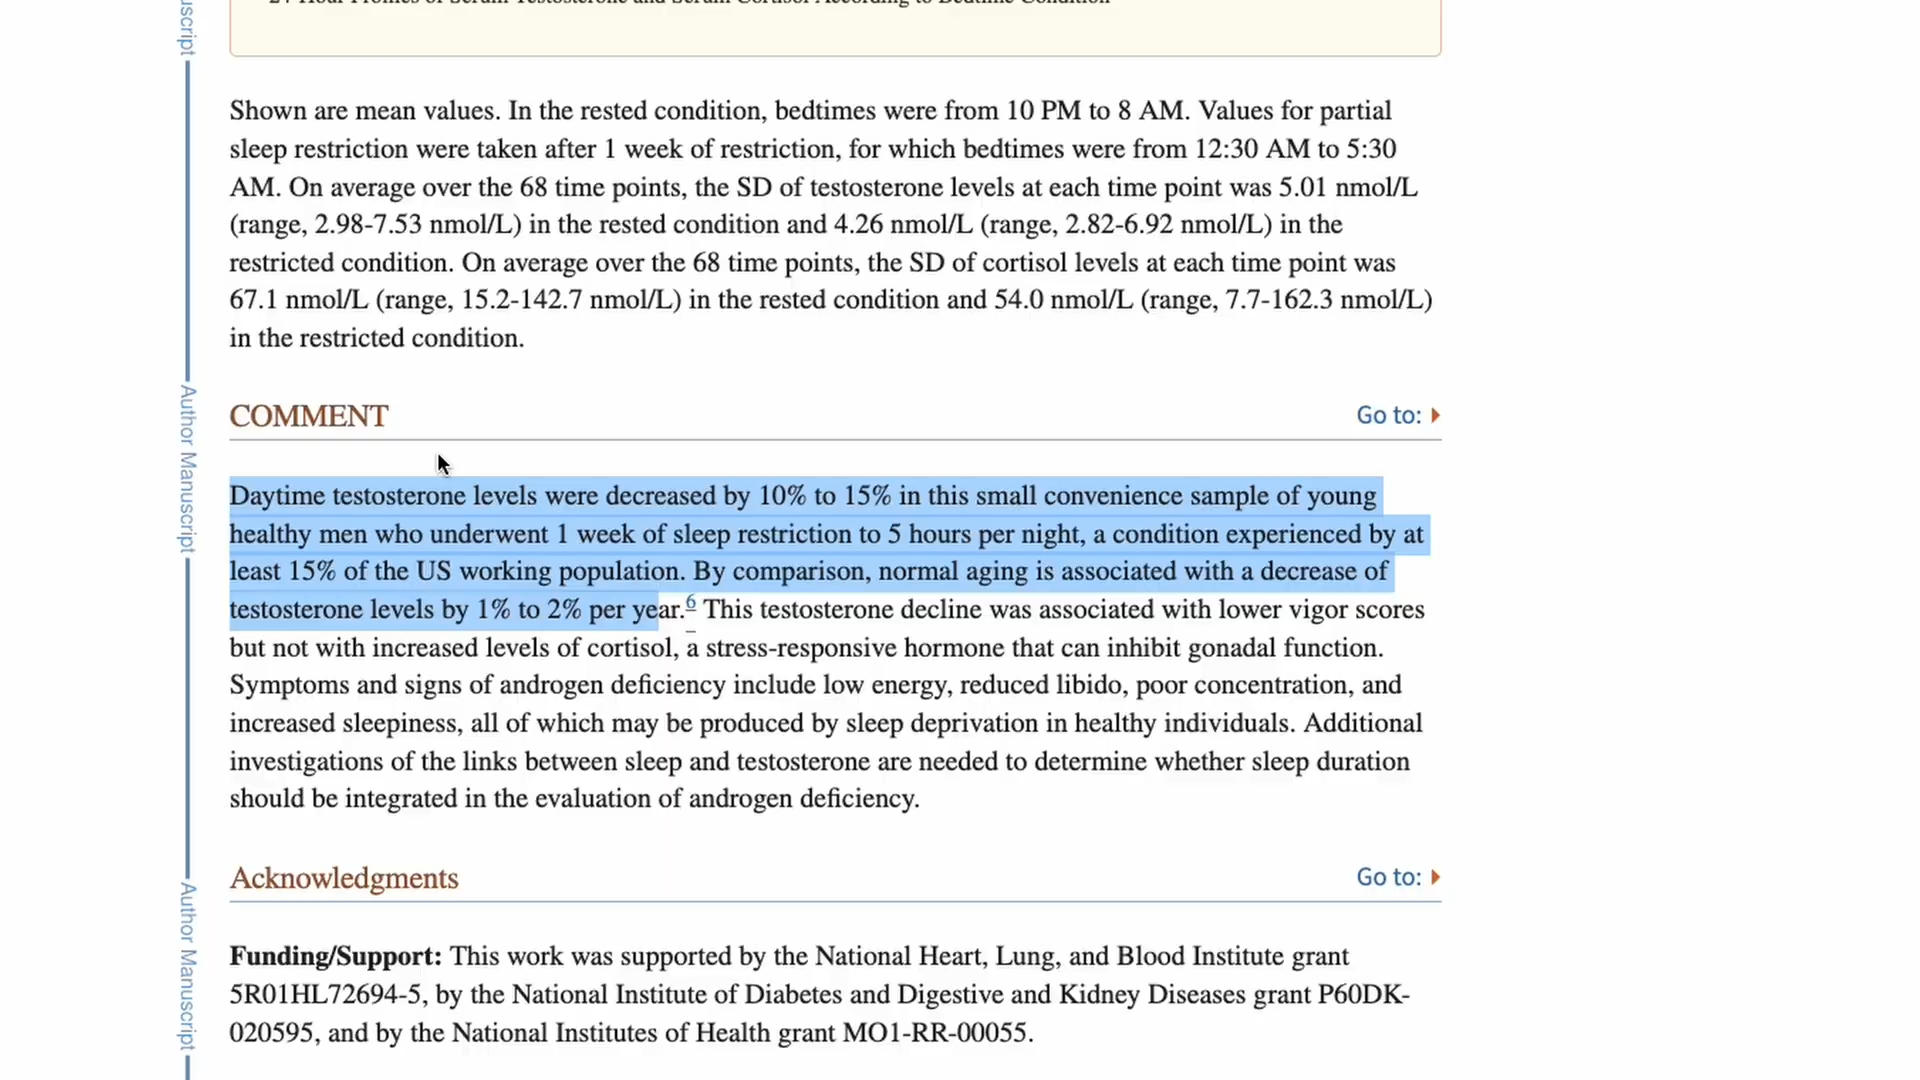 24-Hour Profiles of Serum Testosterone and Serum Cortisol According to Bedtime Condition
Shown are mean values. In the rested condition, bedtimes were from 10 PM to 8 AM. Values for partial
sleep restriction were taken after 1 week of restriction, for which bedtimes were from 12:30 AM to 5:30
AM. On average over the 68 time points, the SD of testosterone levels at each time point was 5.01 nmol/L
(range, 2.98-7.53 nmol/L) in the rested condition and 4.26 nmol/L (range, 2.82-6.92 nmol/L) in the
restricted condition. On average over the 68 time points, the SD of cortisol levels at each time point was
67.1 nmol/L (range, 15.2-142.7 nmol/L) in the rested condition and 54.0 nmol/L (range, 7.7-162.3 nmol/L)
in the restricted condition.
COMMENT
Go to:
Daytime testosterone levels were decreased by 10% to 15% in this small convenience sample of young
healthy men who underwent 1 week of sleep restriction to 5 hours per night, a condition experienced by at
least 15% of the US working population. By comparison, normal aging is associated with a decrease of
testosterone levels by 1% to 2% per year.6 This testosterone decline was associated with lower vigor scores
but not with increased levels of cortisol, a stress-responsive hormone that can inhibit gonadal function.
Symptoms and signs of androgen deficiency include low energy, reduced libido, poor concentration, and
increased sleepiness, all of which may be produced by sleep deprivation in healthy individuals. Additional
investigations of the links between sleep and testosterone are needed to determine whether sleep duration
should be integrated in the evaluation of androgen deficiency.
Acknowledgments
Go to:
Funding/Support: This work was supported by the National Heart, Lung, and Blood Institute grant
5R01HL72694-5, by the National Institute of Diabetes and Digestive and Kidney Diseases grant P60DK-
020595, and by the National Institutes of Health grant MO1-RR-00055.
uscript
Author Manuscript
Author Manuscript